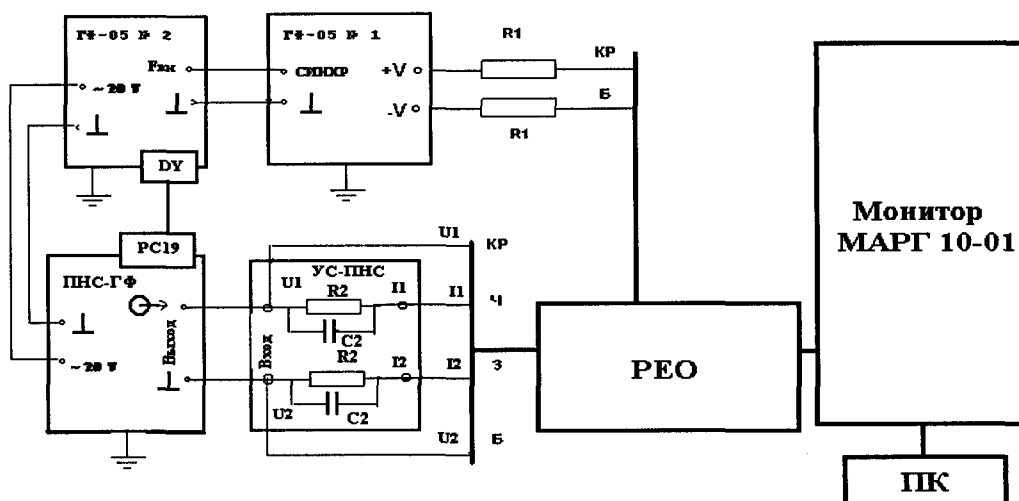 ГФ-05 № 2
Fвн
~ 20 V
⊥
DY
ГФ-05 № 1
СИНХР
⊥
+V
-V
R1
R1
КР
Б
PC19
ПНС-ГФ
⊥
~ 20 V
Выход
⊥
УС-ПНС
U1
R2
C2
I1
Вход
R2
C2
I2
U2
U1
КР
I1
Ч
I2
З
U2
Б
РЕО
Монитор
МАРГ 10-01
ПК